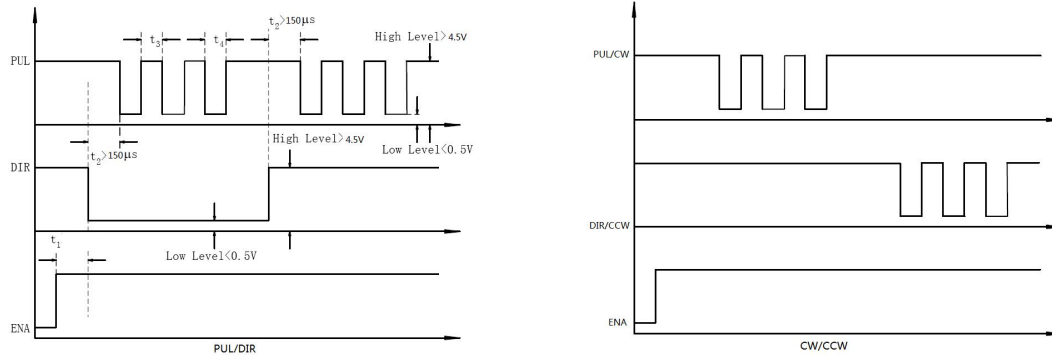 t2>150μs
t3
t4
High Level>4.5V
PUL
High Level>4.5V
Low Level<0.5V
t2>150μs
DIR
t1
Low Level<0.5V
ENA
PUL/DIR
PUL/CW
DIR/CCW
ENA
CW/CCW